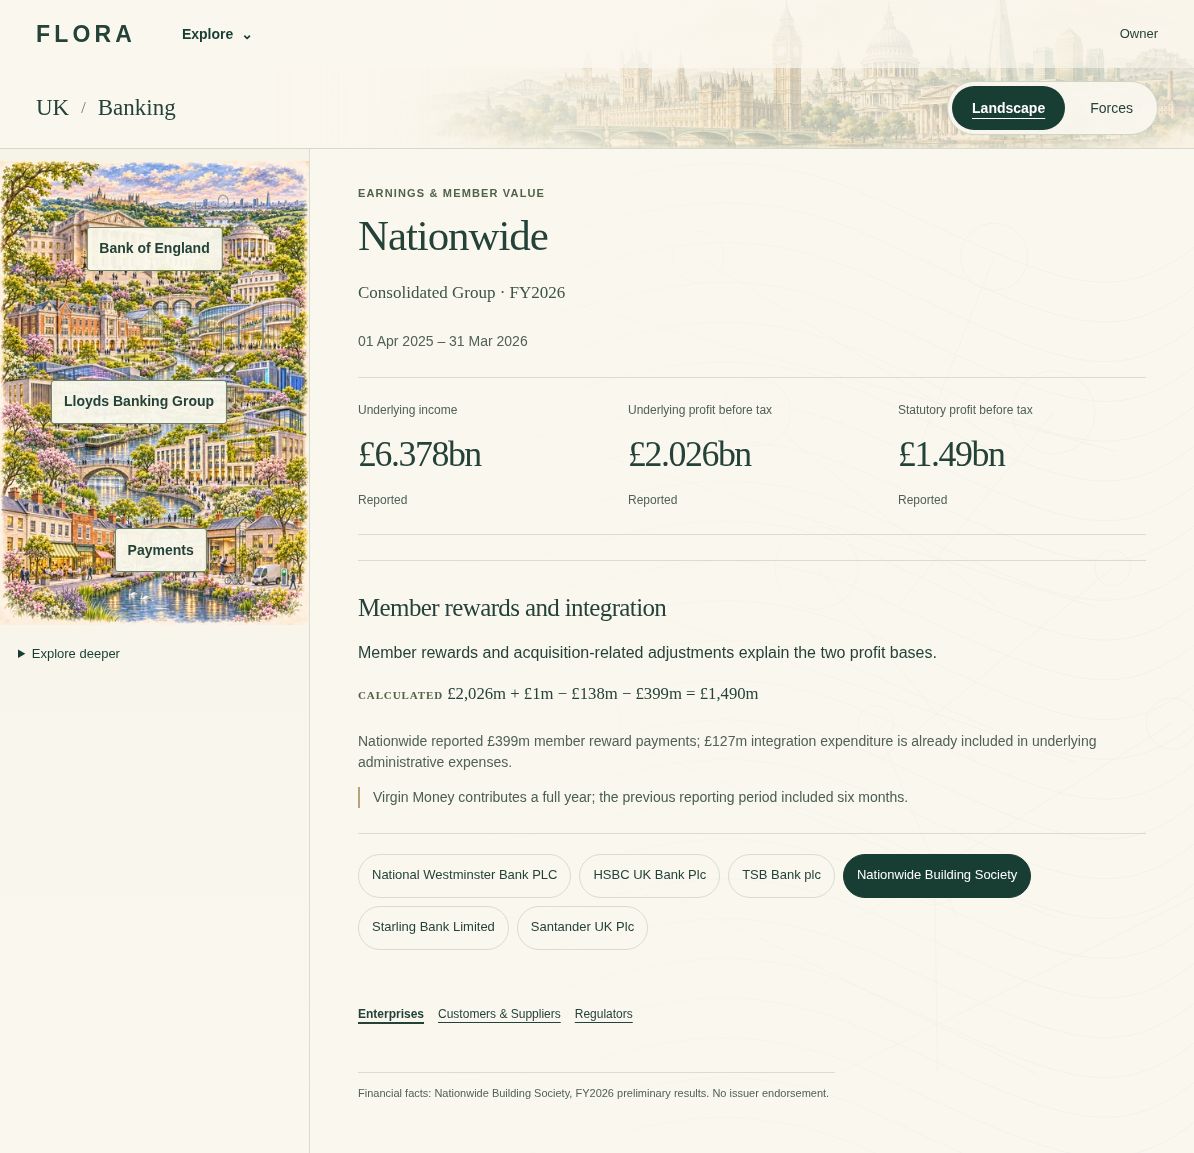 FLORA
Explore
Owner
UK / Banking
Landscape
Forces
Bank of England
Lloyds Banking Group
Payments
Explore deeper
EARNINGS & MEMBER VALUE
Nationwide
Consolidated Group · FY2026
01 Apr 2025 – 31 Mar 2026
Underlying income
£6.378bn
Reported
Underlying profit before tax
£2.026bn
Reported
Statutory profit before tax
£1.49bn
Reported
Member rewards and integration
Member rewards and acquisition-related adjustments explain the two profit bases.
CALCULATED £2,026m + £1m − £138m − £399m = £1,490m
Nationwide reported £399m member reward payments; £127m integration expenditure is already included in underlying
administrative expenses.
Virgin Money contributes a full year; the previous reporting period included six months.
National Westminster Bank PLC
HSBC UK Bank Plc
TSB Bank plc
Nationwide Building Society
Starling Bank Limited
Santander UK Plc
Enterprises
Customers & Suppliers
Regulators
Financial facts: Nationwide Building Society, FY2026 preliminary results. No issuer endorsement.